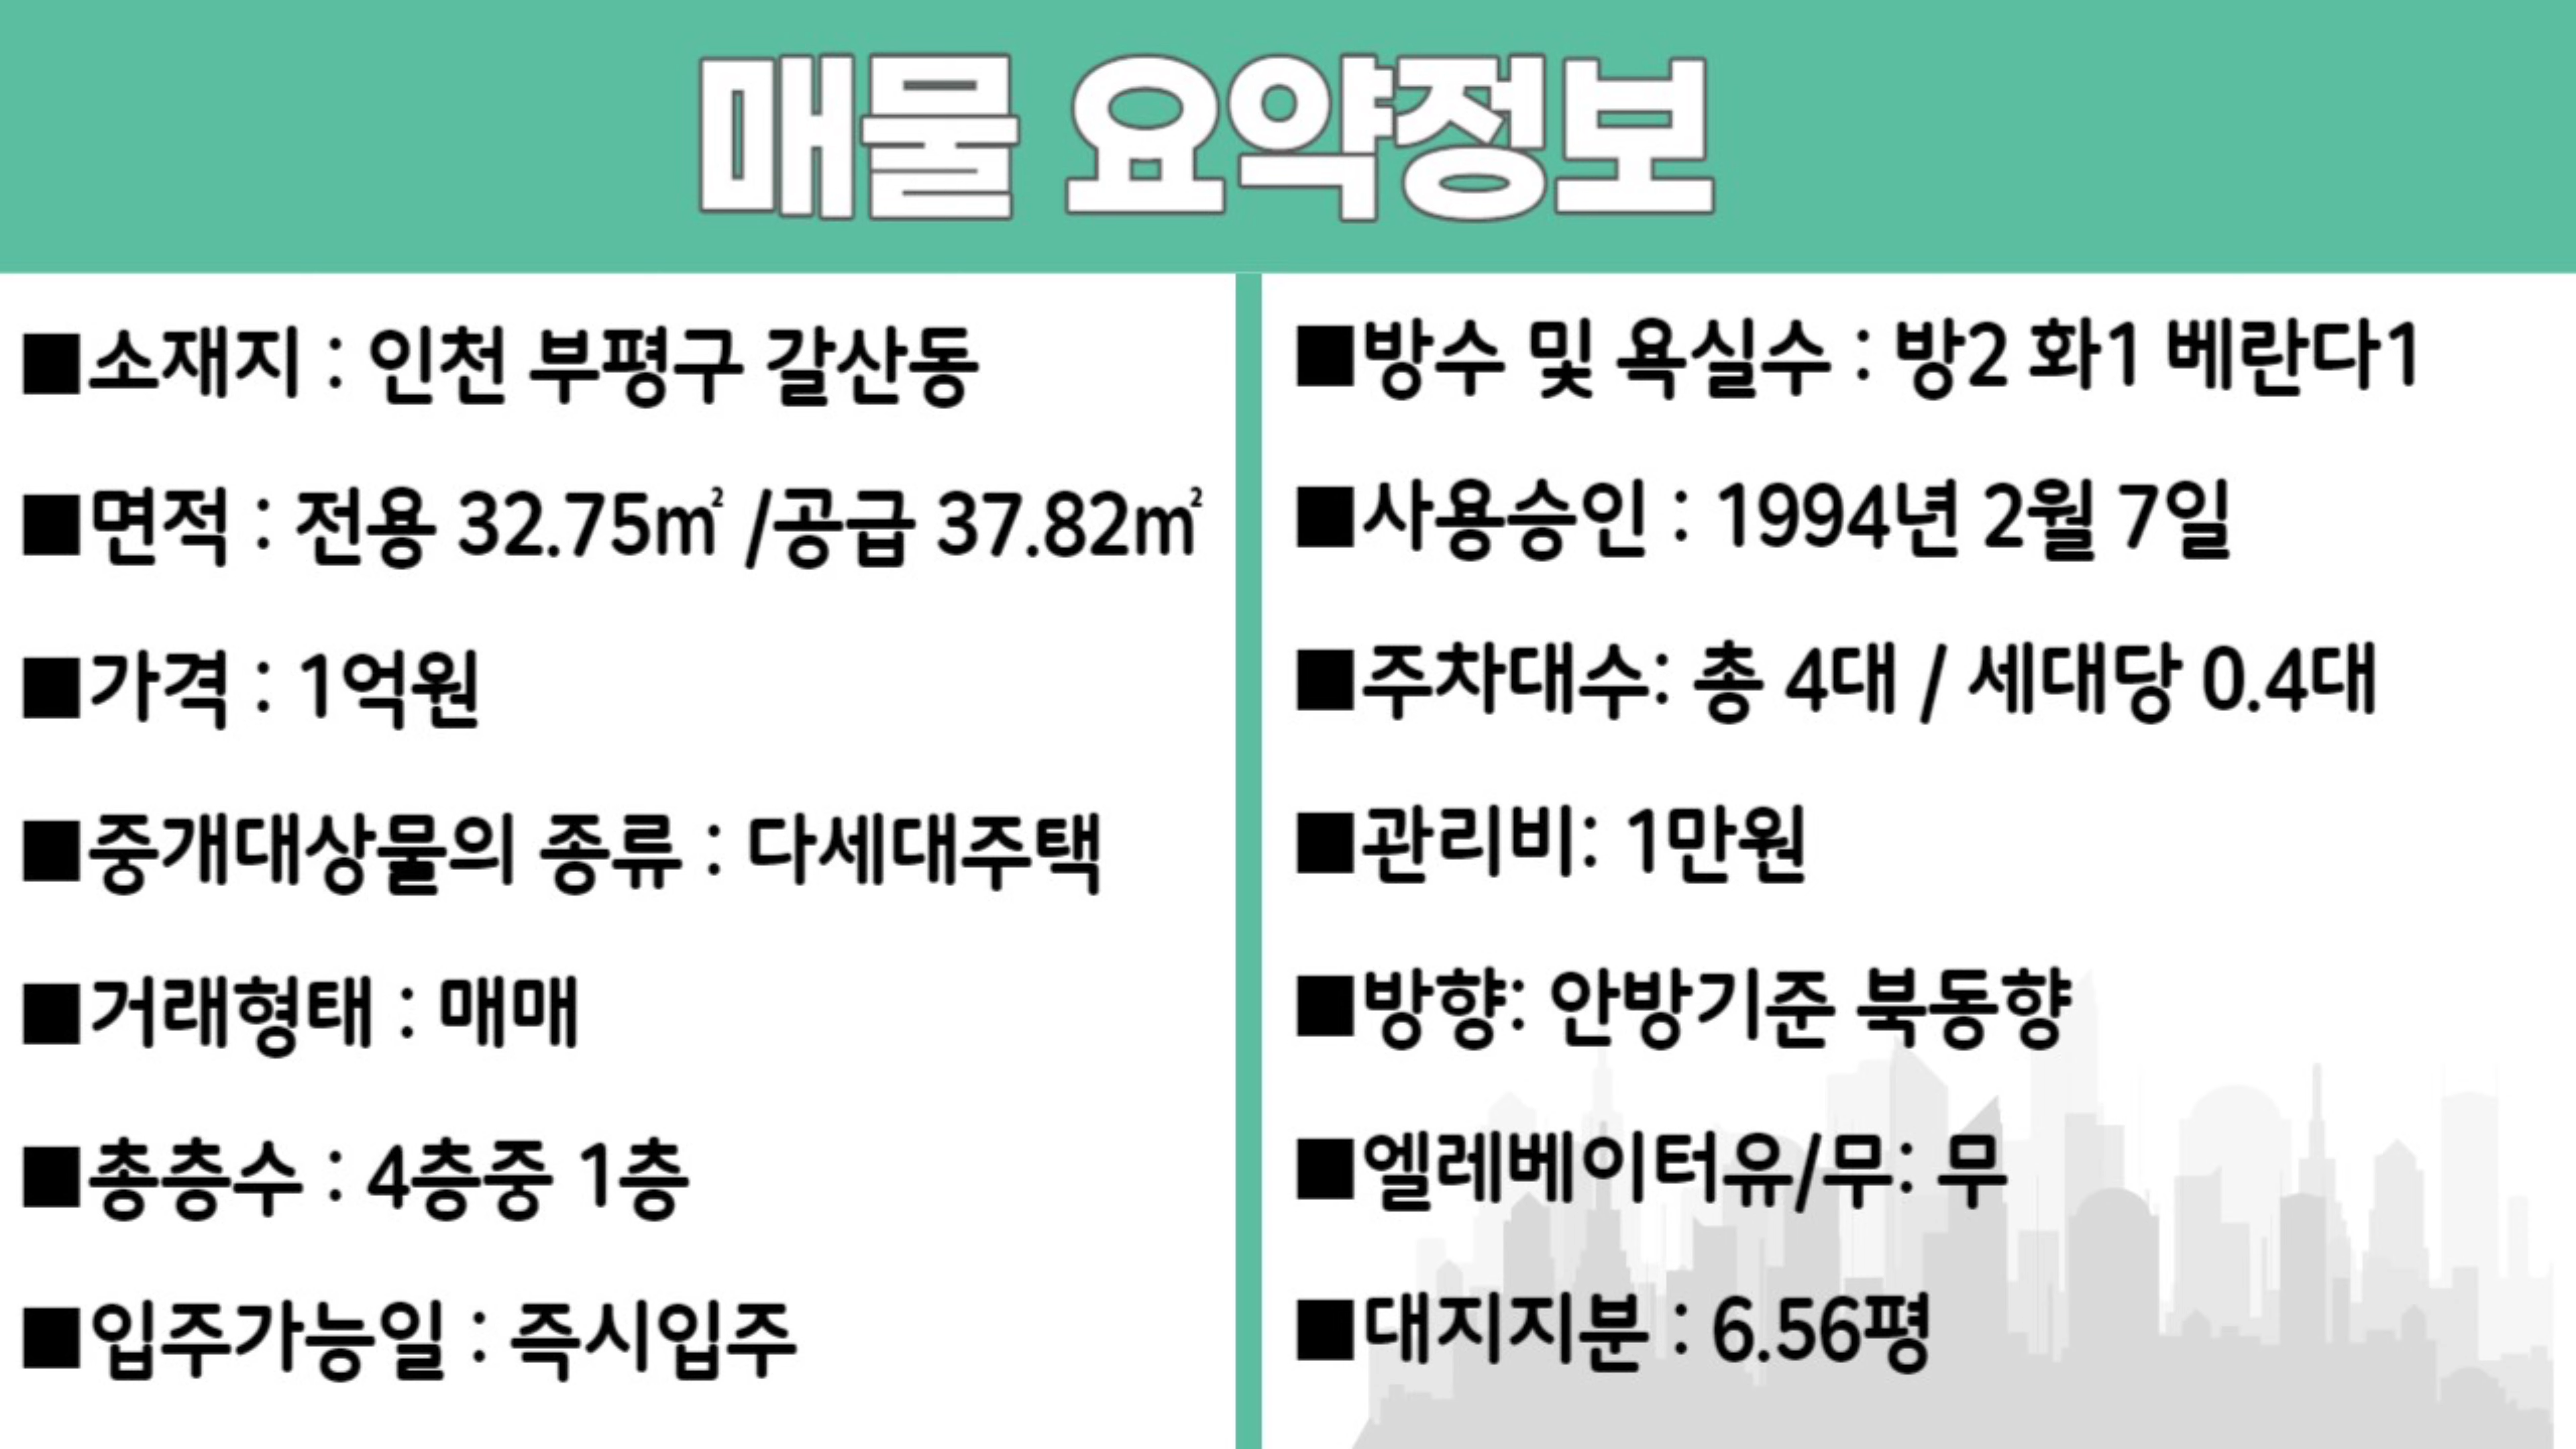 매물 요약정보
■소재지 : 인천 부평구 갈산동
■면적 : 전용 32.75㎡ /공급 37.82㎡
■가격 : 1억원
■중개대상물의 종류 : 다세대주택
■거래형태 : 매매
■총층수 : 4층중 1층
■입주가능일 : 즉시입주
■방수 및 욕실수 : 방2 화1 베란다1
■사용승인 : 1994년 2월 7일
■주차대수: 총 4대 / 세대당 0.4대
■관리비: 1만원
■방향: 안방기준 북동향
■엘레베이터유/무: 무
■대지지분 : 6.56평